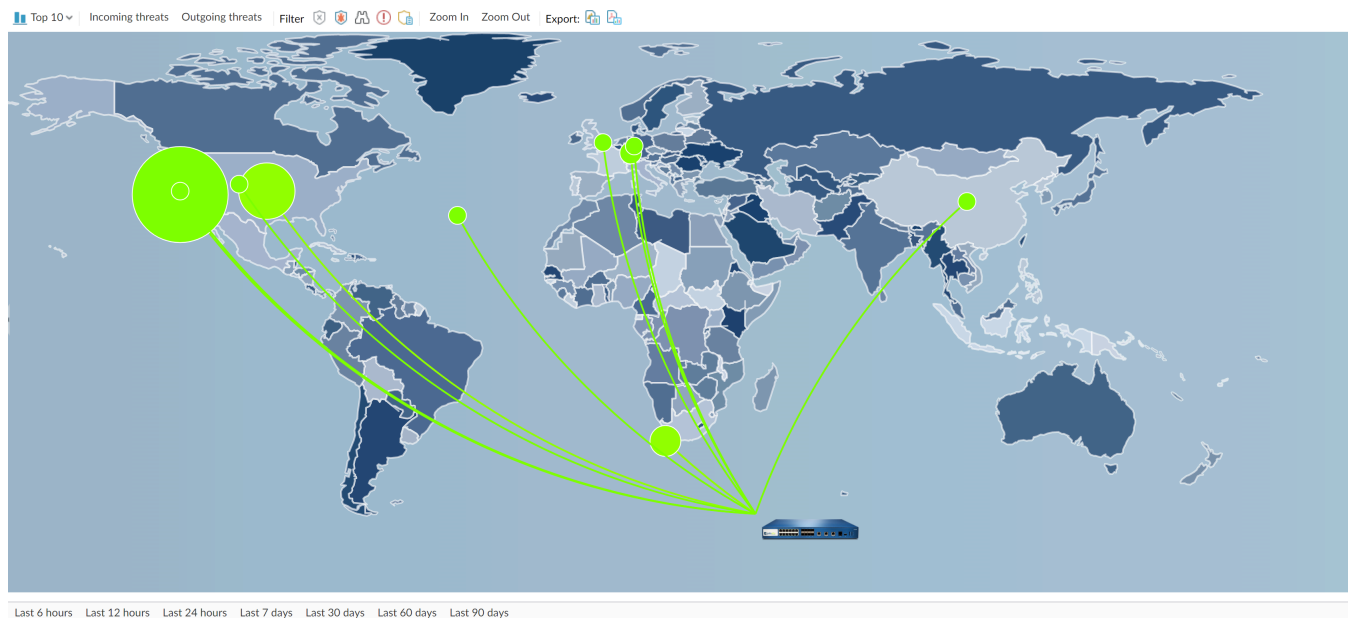 Top 10 Incoming threats Outgoing threats Filter Zoom In Zoom Out Export:
Last 6 hours Last 12 hours Last 24 hours Last 7 days Last 30 days Last 60 days Last 90 days